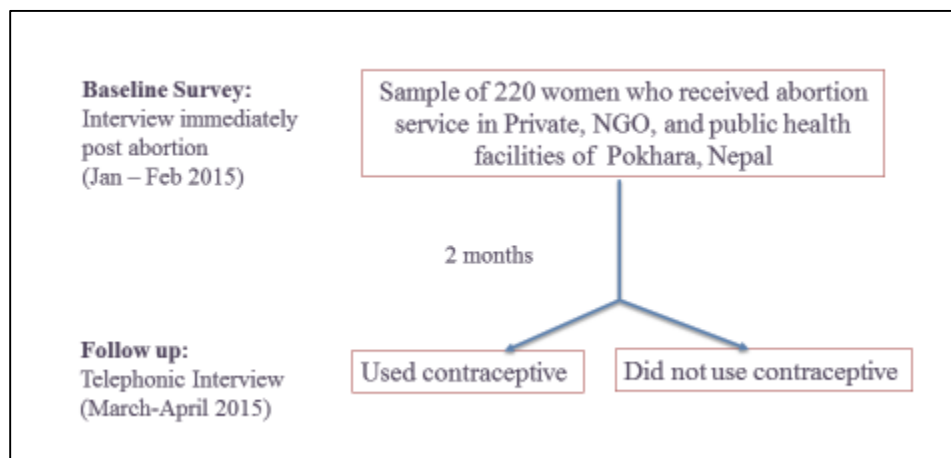 Baseline Survey:
Interview immediately
post abortion
(Jan – Feb 2015)
Sample of 220 women who received abortion
service in Private, NGO, and public health
facilities of Pokhara, Nepal
2 months
Follow up:
Telephonic Interview
(March-April 2015)
Used contraceptive
Did not use contraceptive